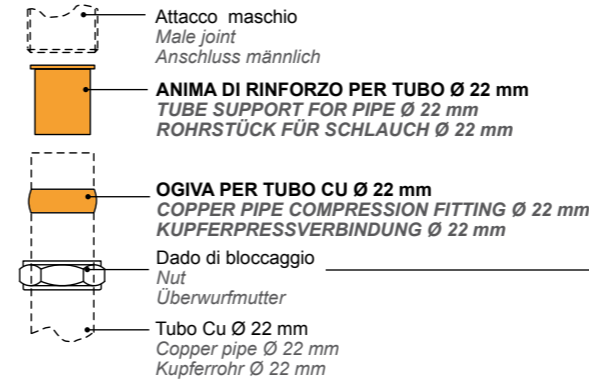 Attacco maschio
Male joint
Anschluss männlich
ANIMA DI RINFORZO PER TUBO Ø 22 mm
TUBE SUPPORT FOR PIPE Ø 22 mm
ROHRSTÜCK FÜR SCHLAUCH Ø 22 mm
OGIVA PER TUBO CU Ø 22 mm
COPPER PIPE COMPRESSION FITTING Ø 22 mm
KUPFERPRESSVERBINDUNG Ø 22 mm
Dado di bloccaggio
Nut
Überwurfmutter
Tubo Cu Ø 22 mm
Copper pipe Ø 22 mm
Kupferrohr Ø 22 mm